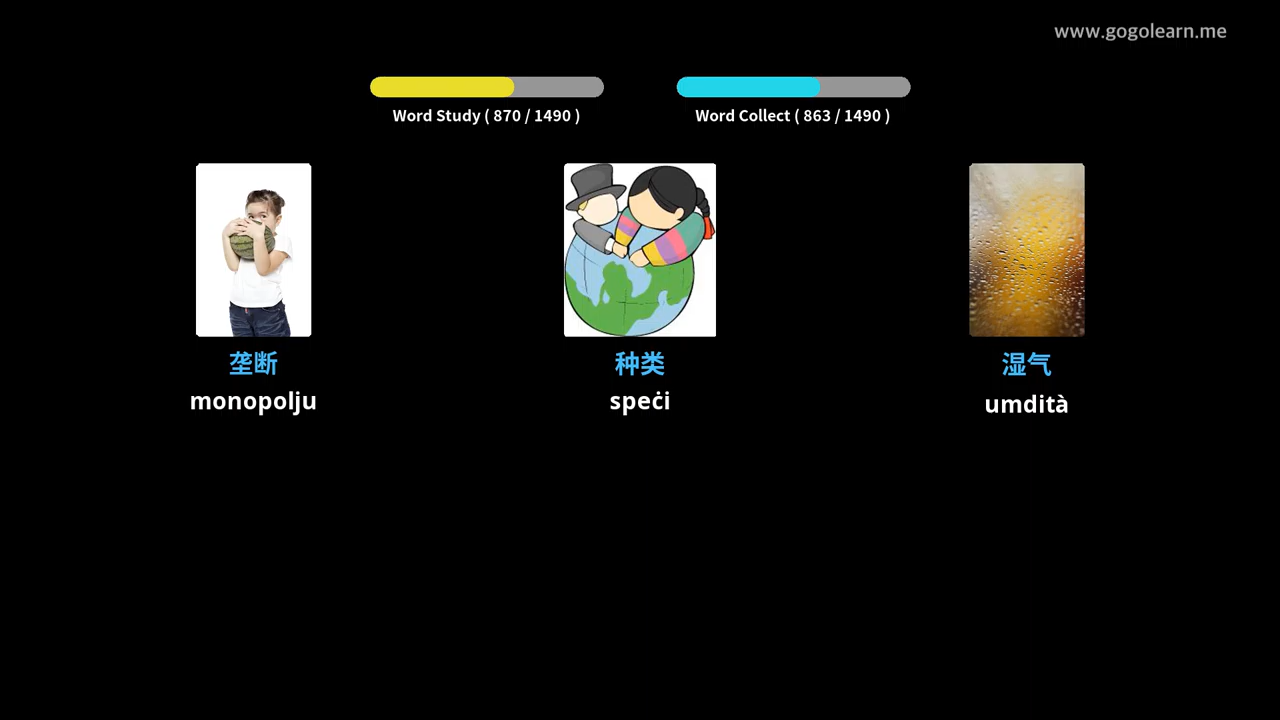 www.gogolearn.me
Word Study ( 870 / 1490 )
Word Collect ( 863 / 1490 )
垄断
monopolju
种类
speċi
湿气
umdità